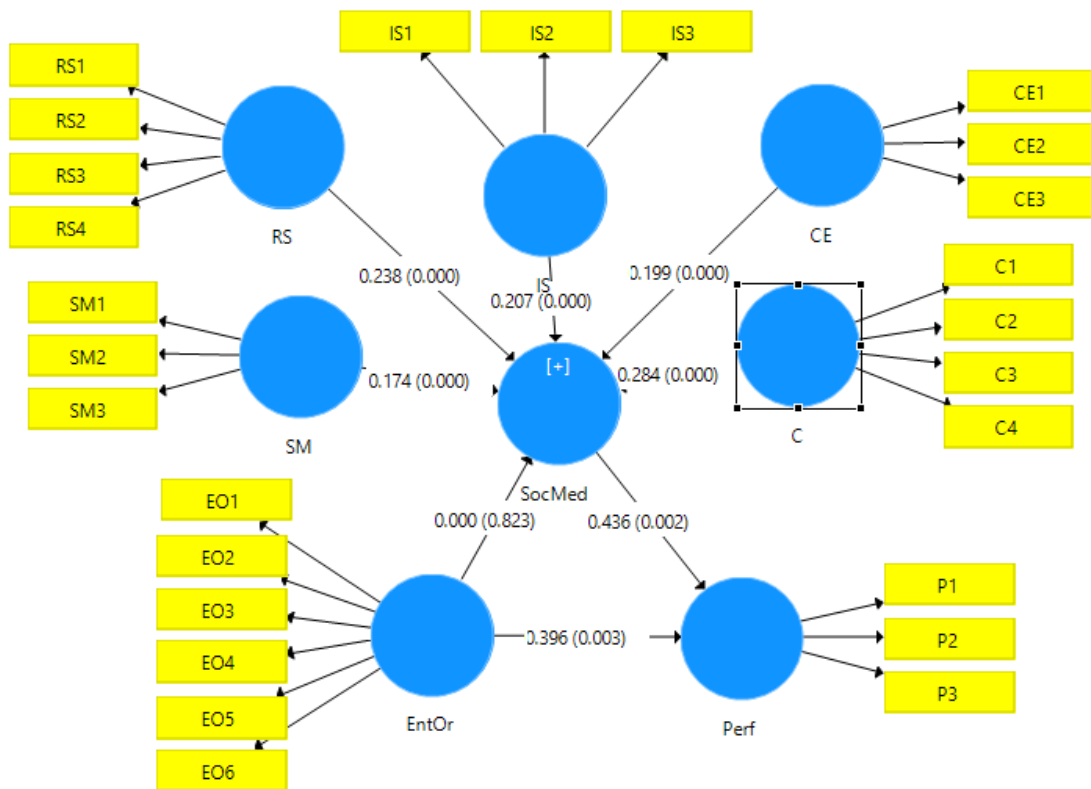 IS1
IS2
IS3
RS1
RS2
RS3
RS4
CE1
CE2
CE3
RS
CE
IS
0.238 (0.000)
0.207 (0.000)
0.199 (0.000)
SM1
SM2
SM3
C1
C2
C3
C4
[+]
0.174 (0.000)
0.284 (0.000)
SM
C
SocMed
EO1
EO2
EO3
EO4
EO5
EO6
0.000 (0.823)
0.436 (0.002)
0.396 (0.003)
P1
P2
P3
EntOr
Perf